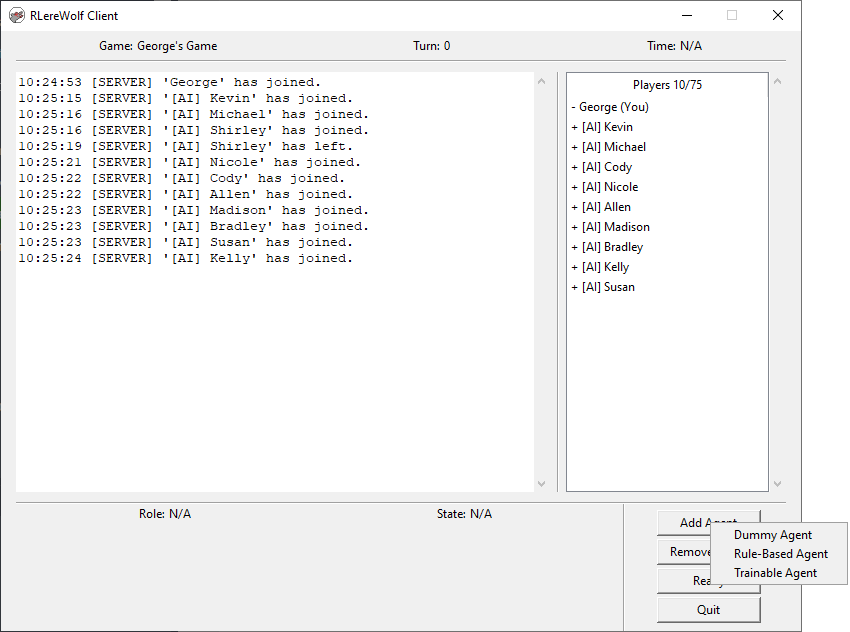 RLereWolf Client
Game: George's Game Turn: 0 Time: N/A
10:24:53 [SERVER] 'George' has joined.
10:25:15 [SERVER] '[AI] Kevin' has joined.
10:25:16 [SERVER] '[AI] Michael' has joined.
10:25:16 [SERVER] '[AI] Shirley' has joined.
10:25:19 [SERVER] '[AI] Shirley' has left.
10:25:21 [SERVER] '[AI] Nicole' has joined.
10:25:22 [SERVER] '[AI] Cody' has joined.
10:25:22 [SERVER] '[AI] Allen' has joined.
10:25:23 [SERVER] '[AI] Madison' has joined.
10:25:23 [SERVER] '[AI] Bradley' has joined.
10:25:23 [SERVER] '[AI] Susan' has joined.
10:25:24 [SERVER] '[AI] Kelly' has joined.
Players 10/75
- George (You)
+ [AI] Kevin
+ [AI] Michael
+ [AI] Cody
+ [AI] Nicole
+ [AI] Allen
+ [AI] Madison
+ [AI] Bradley
+ [AI] Kelly
+ [AI] Susan
Role: N/A State: N/A
Add Agent
Remove
Ready
Quit
Dummy Agent
Rule-Based Agent
Trainable Agent